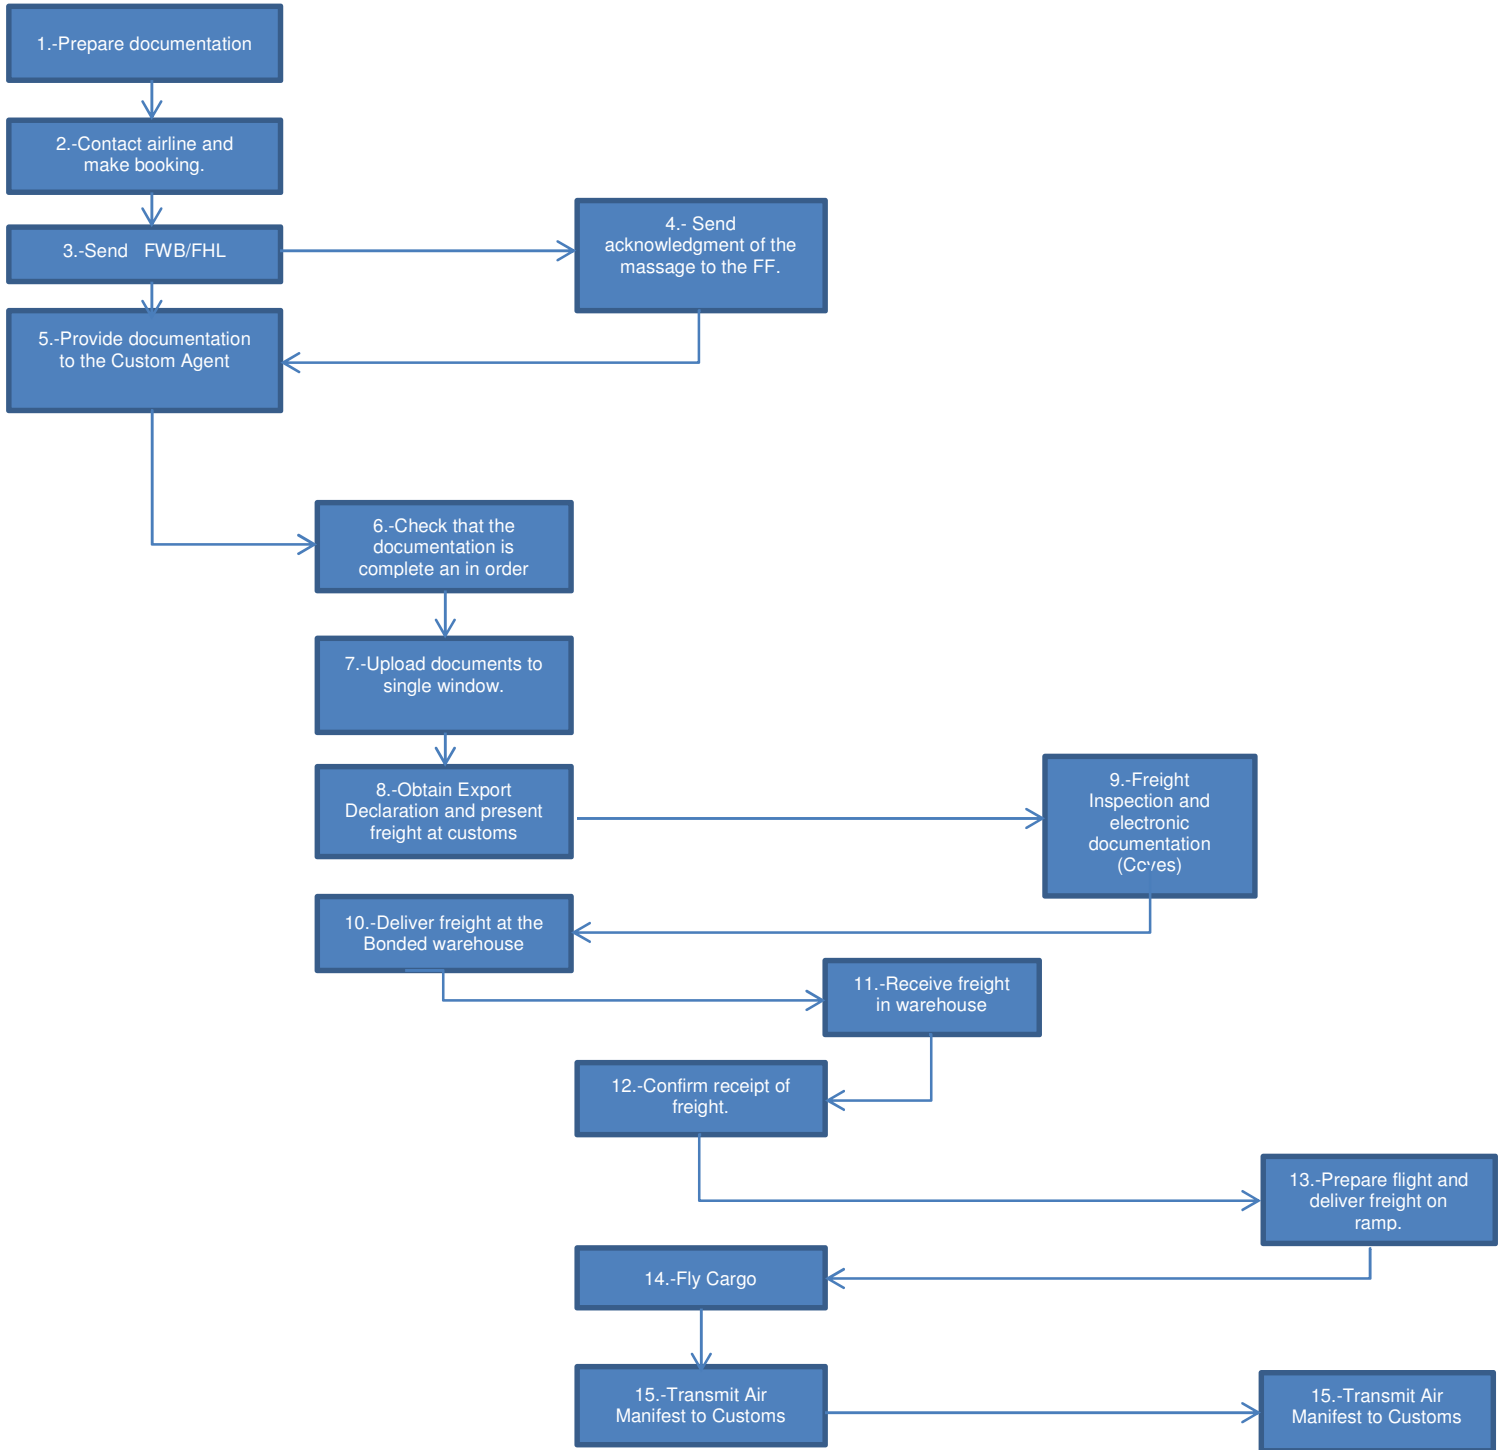 1.-Prepare documentation
2.-Contact airline and
make booking.
3.-Send FWB/FHL
4.- Send
acknowledgment of the
massage to the FF.
5.-Provide documentation
to the Custom Agent
6.-Check that the
documentation is
complete an in order
7.-Upload documents to
single window.
8.-Obtain Export
Declaration and present
freight at customs
9.-Freight
Inspection and
electronic
documentation
10.-Deliver freight at the
Bonded warehouse
11.-Receive freight
in warehouse
12.-Confirm receipt of
freight.
13.-Prepare flight and
deliver freight on
ramp.
14.-Fly Cargo
15.-Transmit Air
Manifest to Customs
15.-Transmit Air
Manifest to Customs